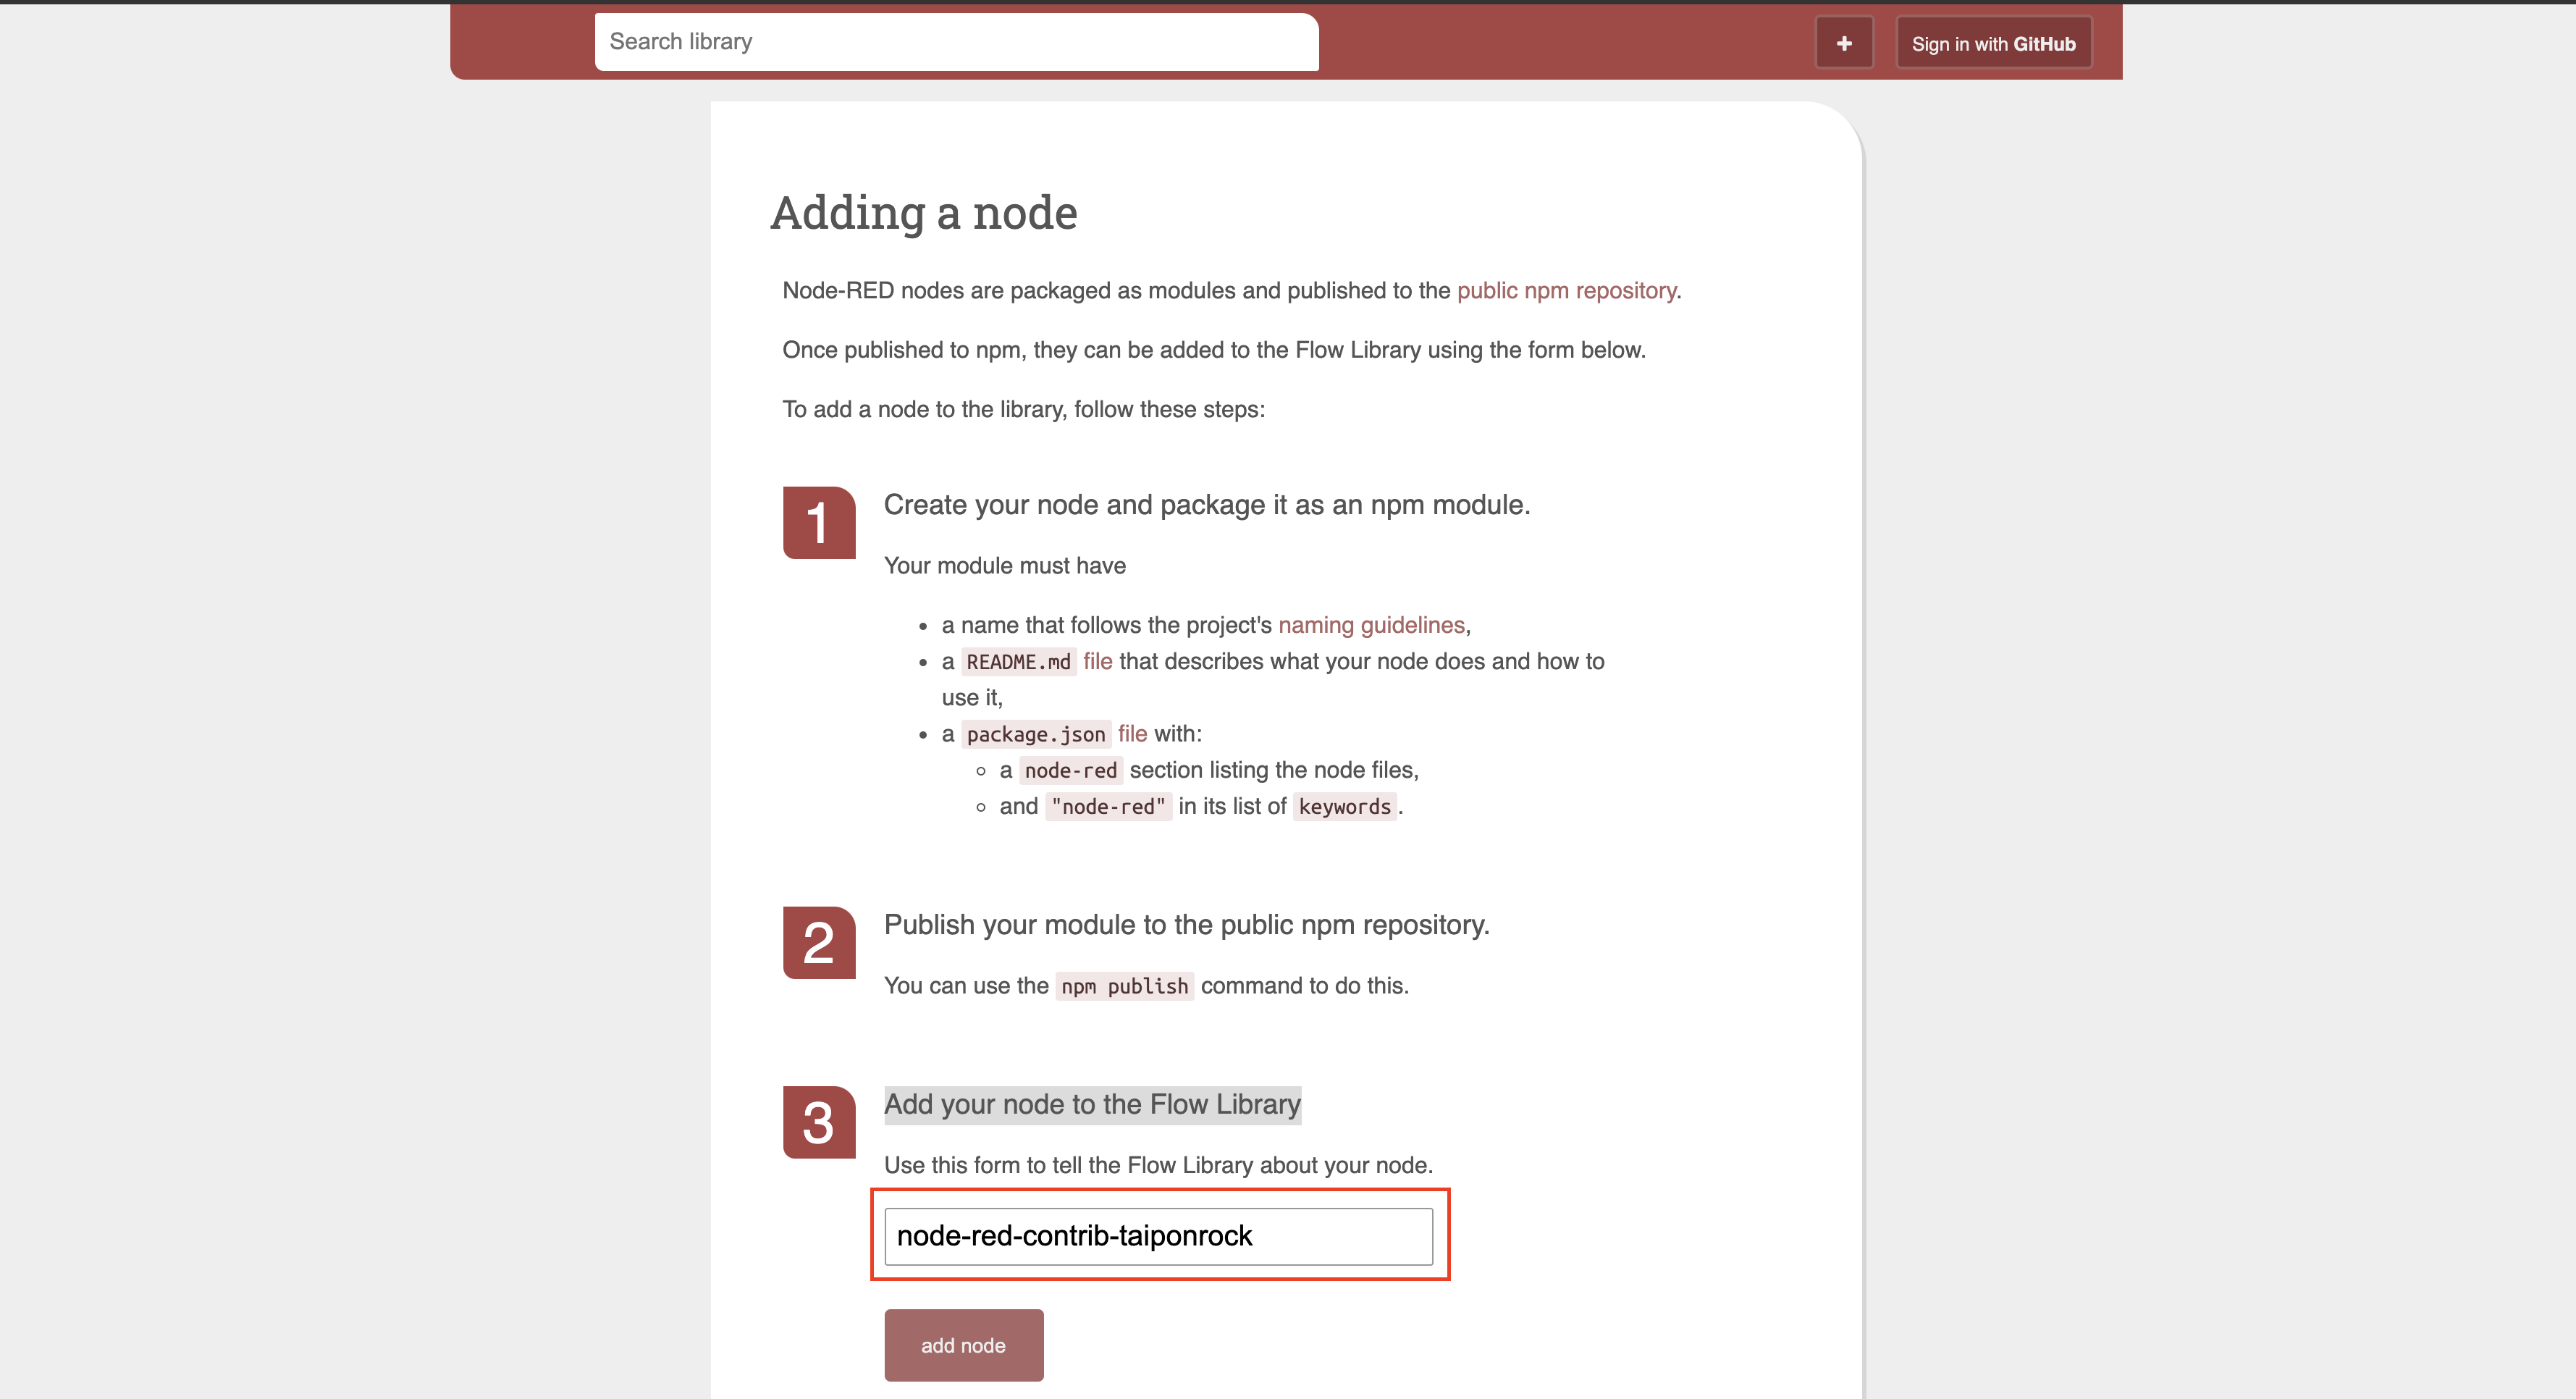 Search library
+
Sign in with GitHub
Adding a node
Node-RED nodes are packaged as modules and published to the public npm repository.
Once published to npm, they can be added to the Flow Library using the form below.
To add a node to the library, follow these steps:
1
Create your node and package it as an npm module.
Your module must have
• a name that follows the project's naming guidelines,
• a README.md file that describes what your node does and how to
use it,
• a package.json file with:
◦ a node-red section listing the node files,
◦ and "node-red" in its list of keywords.
2
Publish your module to the public npm repository.
You can use the npm publish command to do this.
3
Add your node to the Flow Library
Use this form to tell the Flow Library about your node.
node-red-contrib-taiponrock
add node